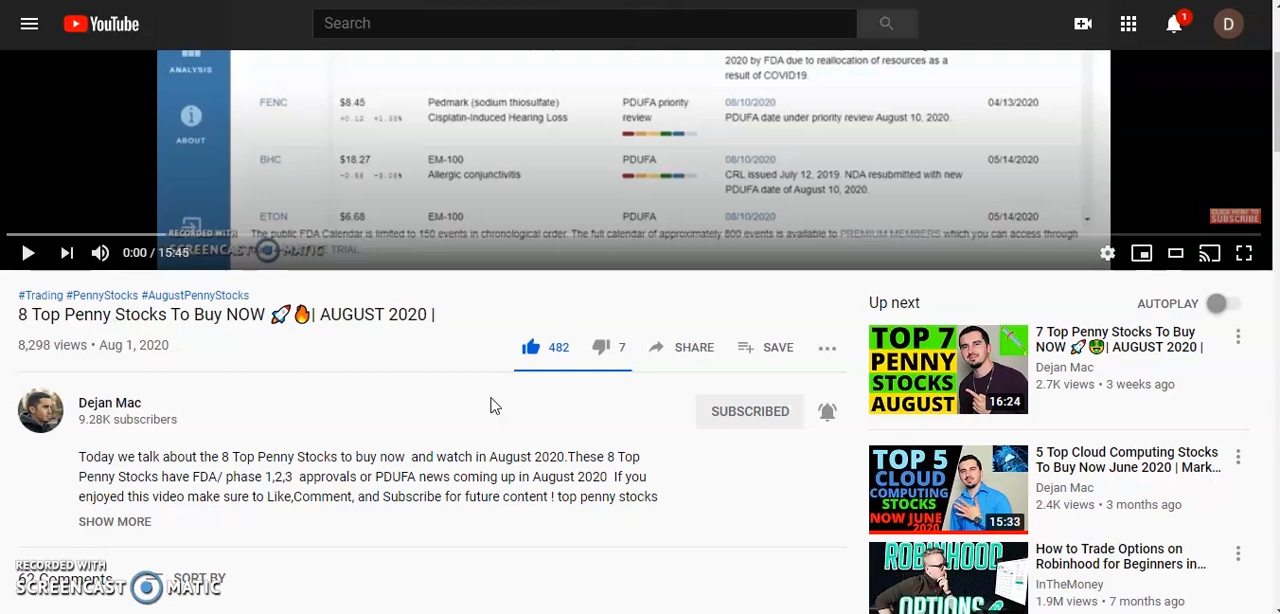 YouTube
Search
1
D
ANALYSIS
2020 by FDA due to reallocation of resources as a
result of COVID19.
FENC $8.45 Pedmark (sodium thiosulfate) PDUFA priority 08/10/2020 04/13/2020
+0.12 +1.33% Cisplatin-Induced Hearing Loss review PDUFA date under priority review August 10, 2020.
ABOUT
BHC $18.27 EM-100 PDUFA 08/10/2020 05/14/2020
Allergic conjunctivitis CRL issued July 12, 2019. NDA resubmitted with new
PDUFA date of August 10, 2020.
ETON $6.68 EM-100 PDUFA 08/10/2020 05/14/2020
CLICK HERE TO
SUBSCRIBE
RECORDED WITH
The public FDA Calendar is limited to 150 events in chronological order. The full calendar of approximately 800 events is available to PREMIUM MEMBERS which you can access through
SCREENCAST-O-MATIC TRIAL.
0:00 / 15:45
#Trading #PennyStocks #AugustPennyStocks
8 Top Penny Stocks To Buy NOW 🚀🔥| AUGUST 2020 |
8,298 views • Aug 1, 2020
482 7 SHARE SAVE
Dejan Mac
9.28K subscribers
SUBSCRIBED
Today we talk about the 8 Top Penny Stocks to buy now and watch in August 2020.These 8 Top
Penny Stocks have FDA/ phase 1,2,3 approvals or PDUFA news coming up in August 2020 If you
enjoyed this video make sure to Like,Comment, and Subscribe for future content ! top penny stocks
SHOW MORE
RECORDED WITH
62 Comments SORT BY
SCREENCAST MATIC
Up next
AUTOPLAY
TOP 7
PENNY
STOCKS
AUGUST
16:24
7 Top Penny Stocks To Buy
NOW 🚀🤑| AUGUST 2020 |
Dejan Mac
2.7K views • 3 weeks ago
TOP 5
CLOUD
COMPUTING
STOCKS
NOW JUNE
2020
15:33
5 Top Cloud Computing Stocks
To Buy Now June 2020 | Mark...
Dejan Mac
2.4K views • 3 months ago
ROBINHOOD
OPTIONS
How to Trade Options on
Robinhood for Beginners in...
InTheMoney
1.9M views • 7 months ago